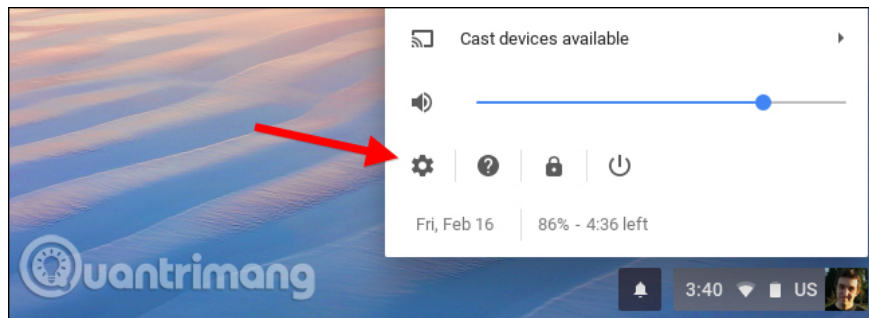 Cast devices available
Fri, Feb 16
86% - 4:36 left
uantrimang
3:40
US